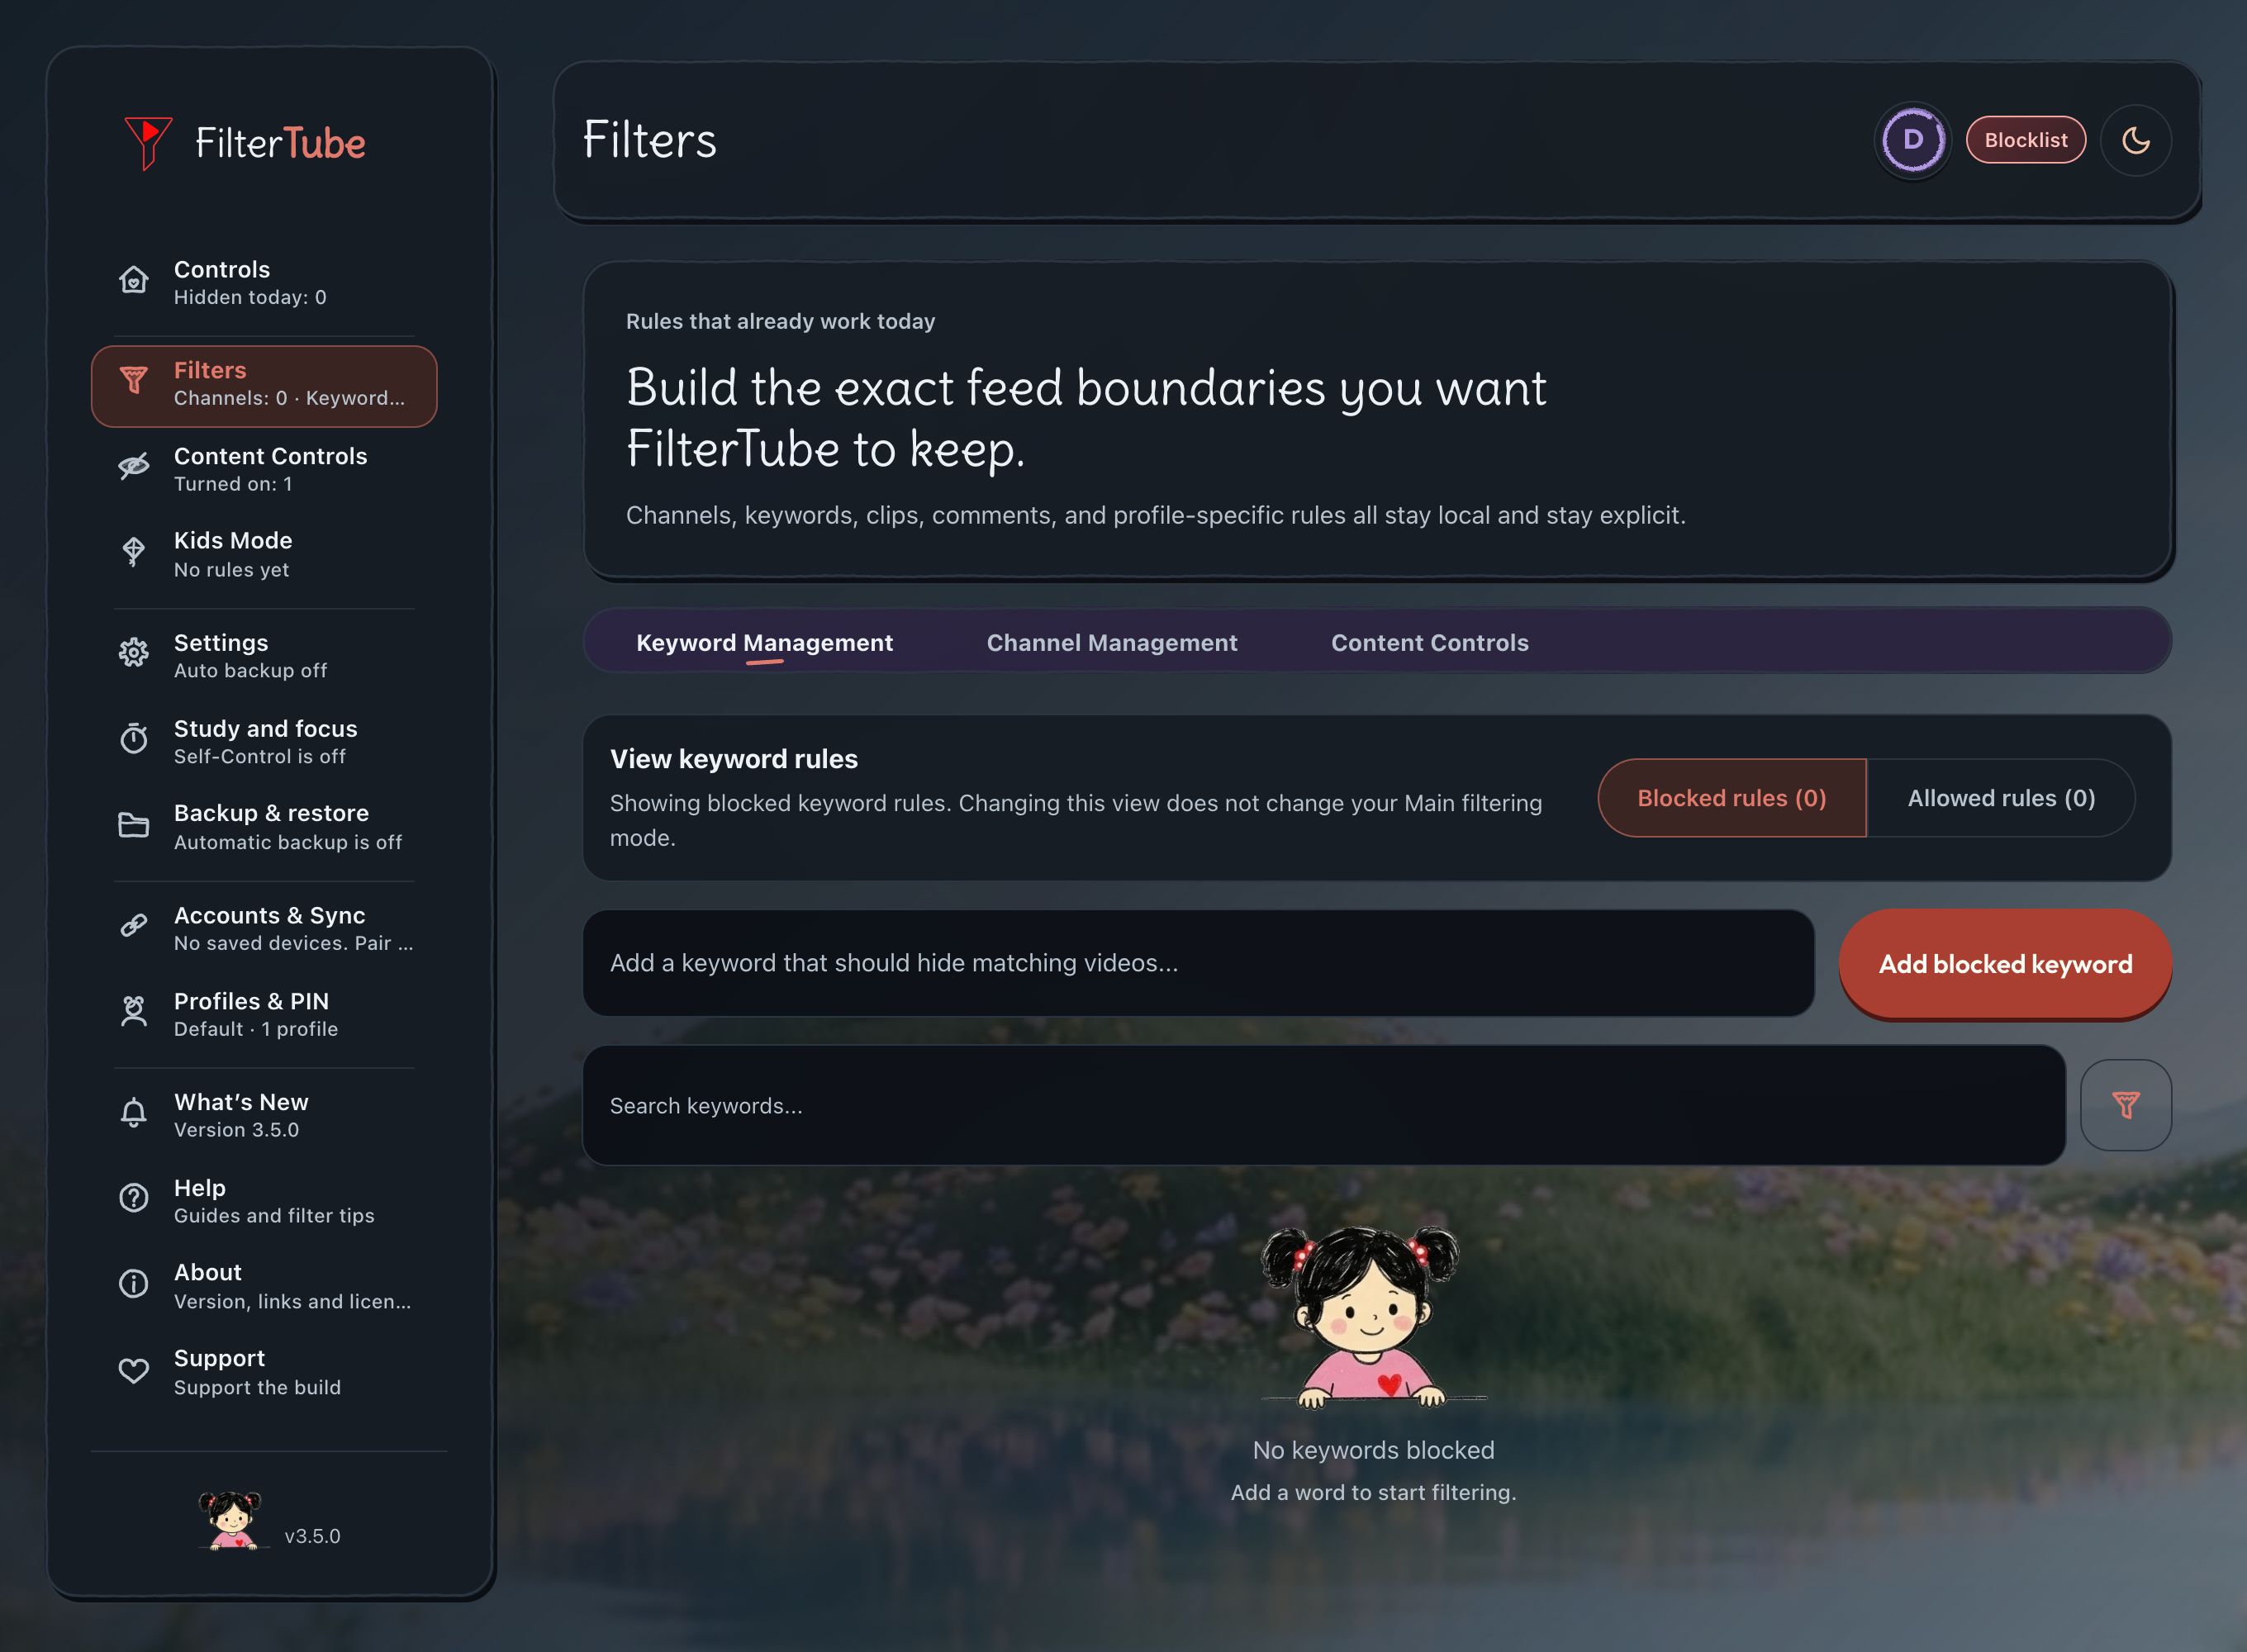 FilterTube
Controls
Hidden today: 0
Filters
Channels: 0 · Keyword...
Content Controls
Turned on: 1
Kids Mode
No rules yet
Settings
Auto backup off
Study and focus
Self-Control is off
Backup & restore
Automatic backup is off
Accounts & Sync
No saved devices. Pair ...
Profiles & PIN
Default · 1 profile
What’s New
Version 3.5.0
Help
Guides and filter tips
About
Version, links and licen...
Support
Support the build
v3.5.0
Filters
D
Blocklist
Rules that already work today
Build the exact feed boundaries you want
FilterTube to keep.
Channels, keywords, clips, comments, and profile-specific rules all stay local and stay explicit.
Keyword Management
Channel Management
Content Controls
View keyword rules
Showing blocked keyword rules. Changing this view does not change your Main filtering
mode.
Blocked rules (0)
Allowed rules (0)
Add a keyword that should hide matching videos...
Add blocked keyword
Search keywords...
No keywords blocked
Add a word to start filtering.